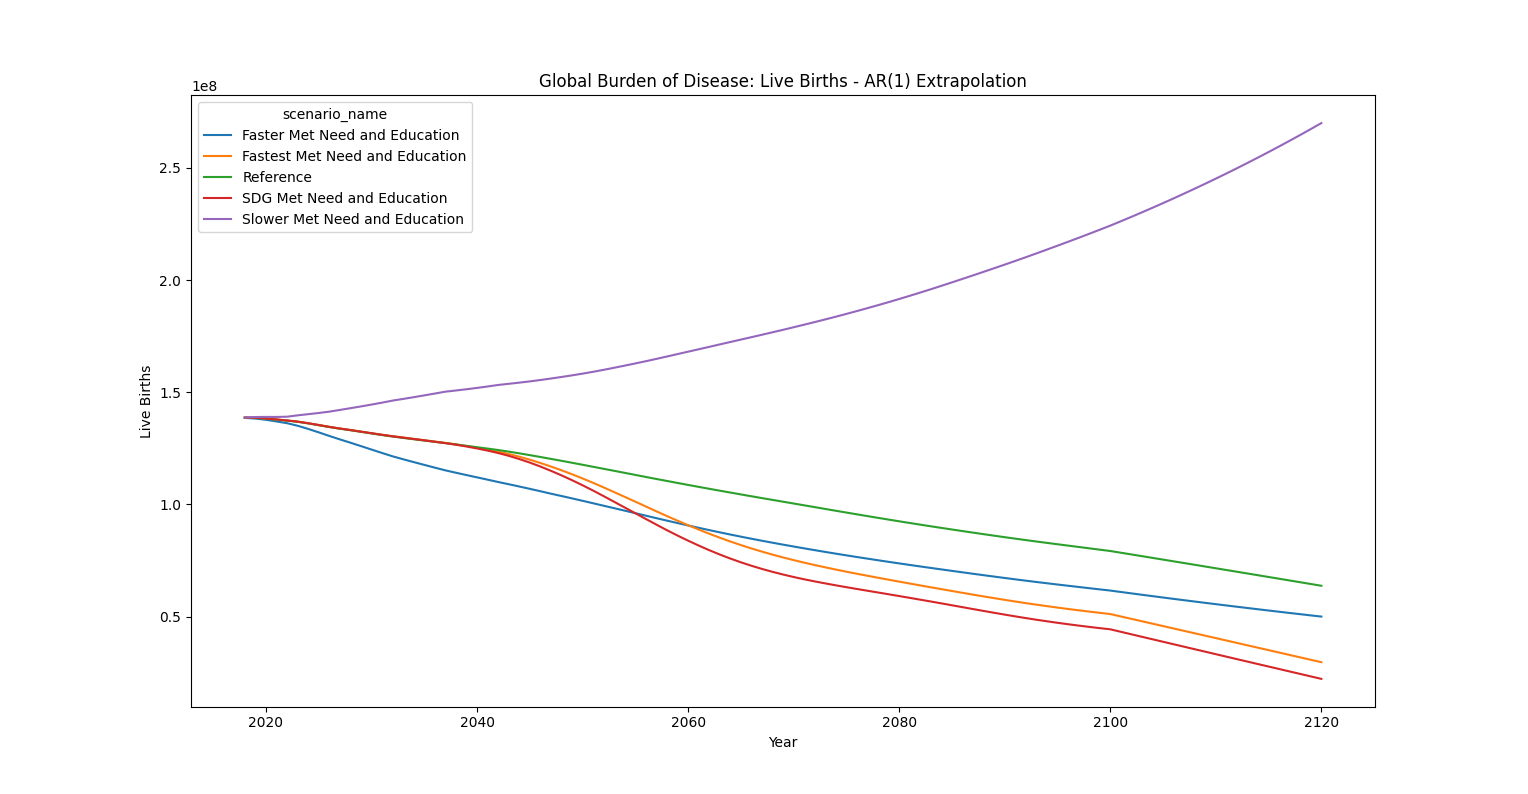 Global Burden of Disease: Live Births - AR(1) Extrapolation
1e8
scenario_name
Faster Met Need and Education
Fastest Met Need and Education
Reference
SDG Met Need and Education
Slower Met Need and Education
2.5
2.0
1.5
1.0
0.5
Live Births
2020 2040 2060 2080 2100 2120
Year